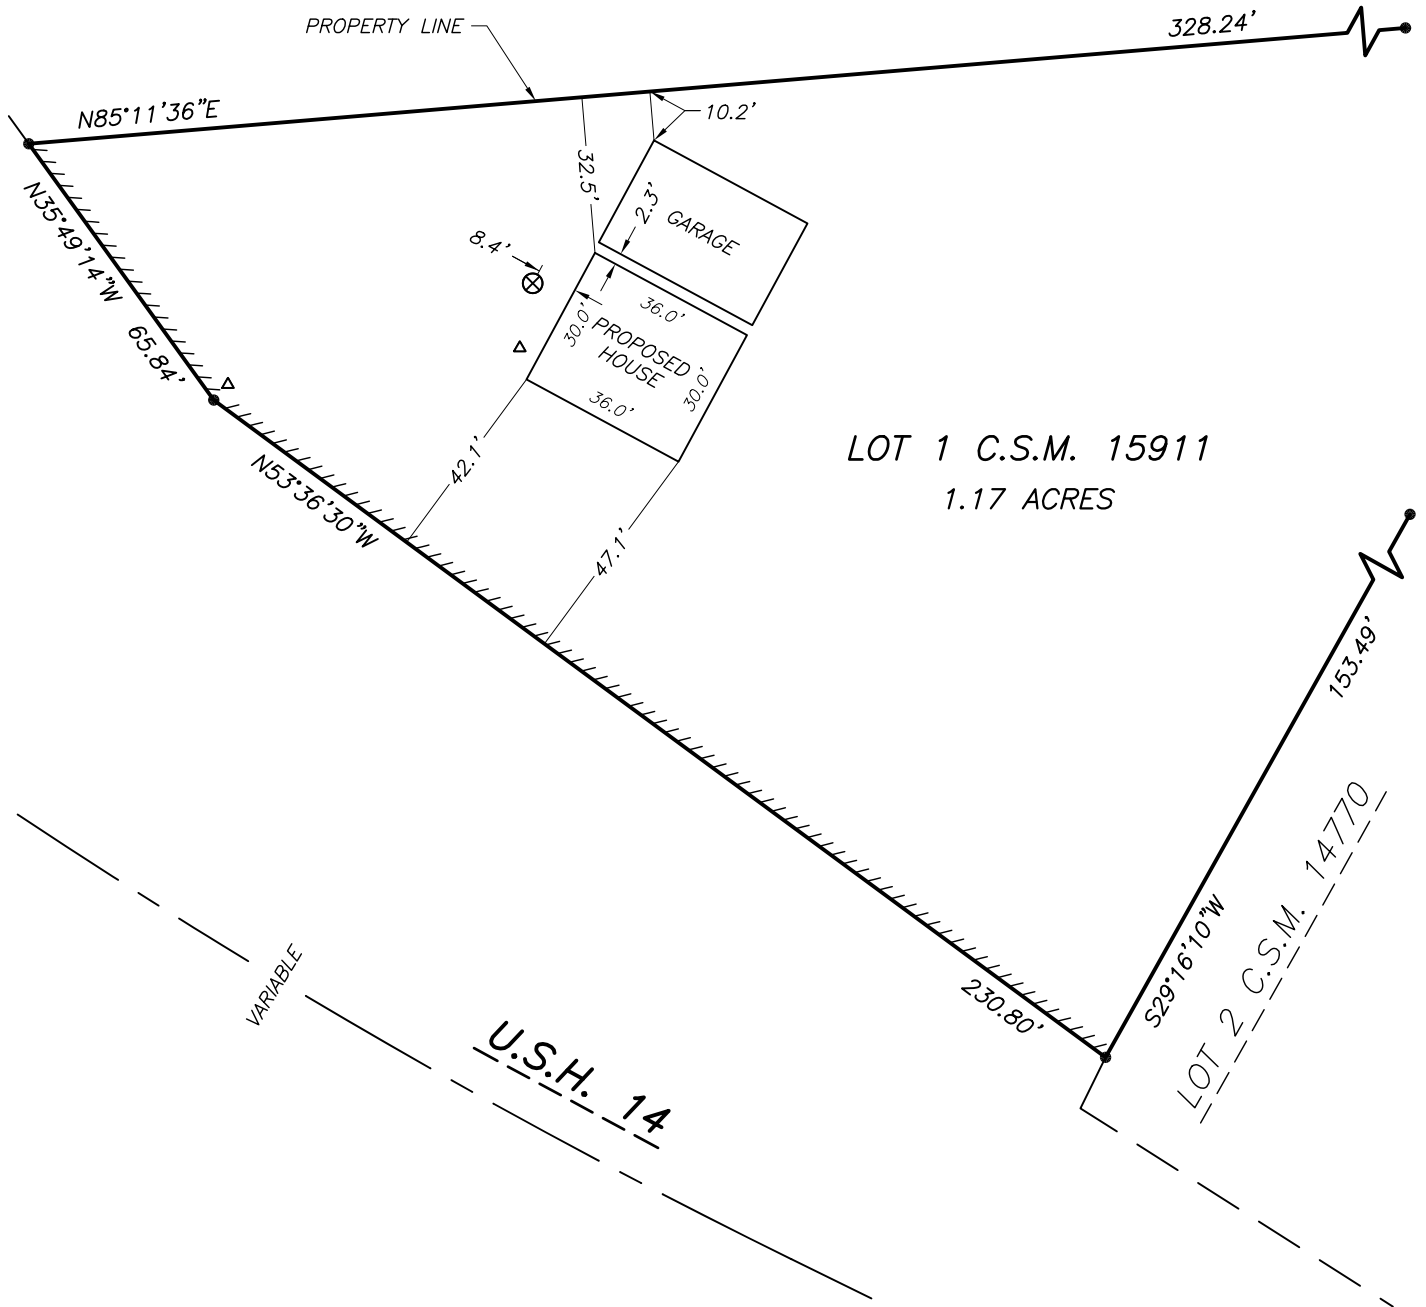 PROPERTY LINE
328.24'
N85°11'36"E
10.2'
32.5'
2.3'
GARAGE
N35°49'14"W
65.84'
8.4'
36.0'
30.0'
PROPOSED
HOUSE
30.0'
36.0'
LOT 1 C.S.M. 15911
1.17 ACRES
42.1'
N53°36'30"W
47.1'
153.49'
LOT 2 C.S.M. 14770
S29°16'10"W
230.80'
VARIABLE
U.S.H. 14